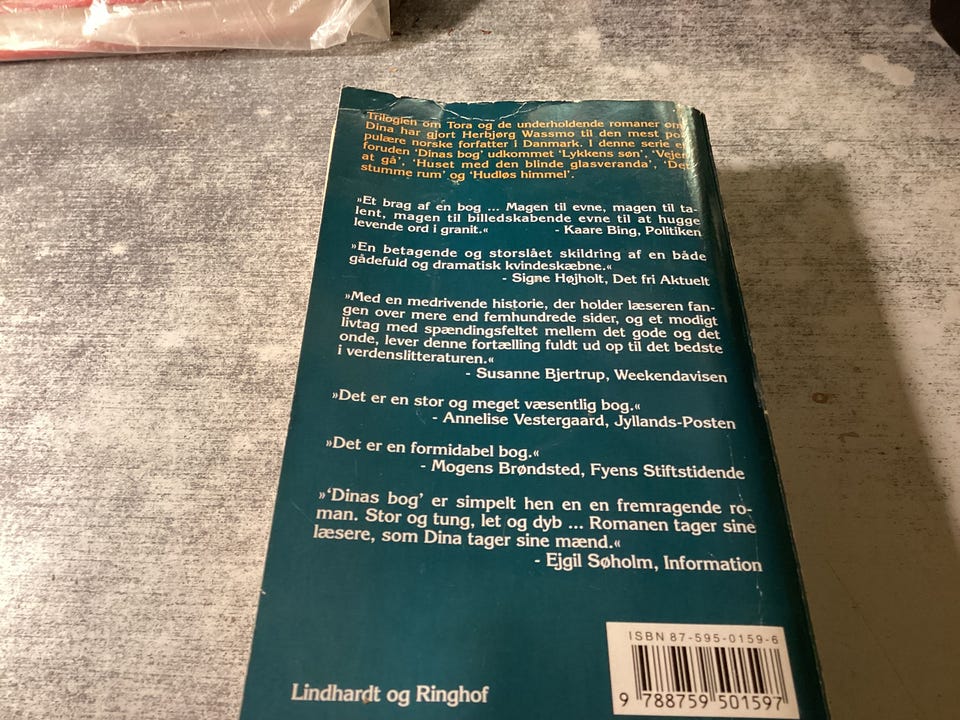 Trilogien om Tora og de underholdende romaner om
Dina har gjort Herbjørg Wassmo til den mest po-
pulære norske forfatter i Danmark. I denne serie er
foruden 'Dinas bog' udkommet 'Lykkens søn', 'Vejen
at gå', 'Huset med den blinde glasveranda', 'Det
stumme rum' og 'Hudløs himmel'.
»Et brag af en bog ... Magen til evne, magen til ta-
lent, magen til billedskabende evne til at hugge
levende ord i granit.«
- Kaare Bing, Politiken
»En betagende og storslået skildring af en både
gådefuld og dramatisk kvindeskæbne.«
- Signe Højholt, Det fri Aktuelt
»Med en medrivende historie, der holder læseren fan-
gen over mere end femhundrede sider, og et modigt
livtag med spændingsfeltet mellem det gode og det
onde, lever denne fortælling fuldt ud op til det bedste
i verdenslitteraturen.«
- Susanne Bjertrup, Weekendavisen
»Det er en stor og meget væsentlig bog.«
- Annelise Vestergaard, Jyllands-Posten
»Det er en formidabel bog.«
- Mogens Brøndsted, Fyens Stiftstidende
»'Dinas bog' er simpelt hen en en fremragende ro-
man. Stor og tung, let og dyb ... Romanen tager sine
læsere, som Dina tager sine mænd.«
- Ejgil Søholm, Information
ISBN 87-595-0159-6
9 788759 501597
Lindhardt og Ringhof